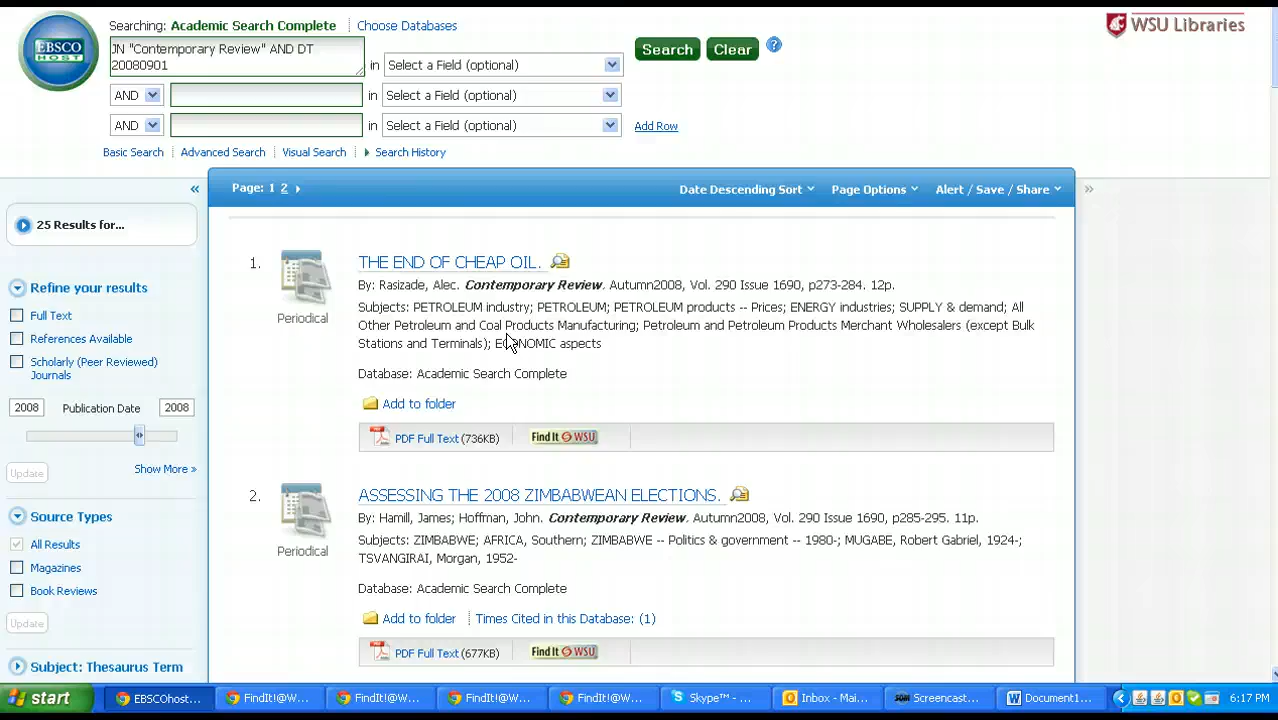 Searching: Academic Search Complete Choose Databases
EBSCO HOST
WSU Libraries
JN "Contemporary Review" AND DT 20080901
in Select a Field (optional) Search Clear ?
AND in Select a Field (optional)
AND in Select a Field (optional) Add Row
Basic Search Advanced Search Visual Search Search History
« Page: 1 2 Date Descending Sort Page Options Alert / Save / Share »
25 Results for...
Refine your results
Full Text
References Available
Scholarly (Peer Reviewed)
Journals
2008 Publication Date 2008
Show More »
Update
Source Types
All Results
Magazines
Book Reviews
Update
Subject: Thesaurus Term
1. THE END OF CHEAP OIL.
Periodical
By: Rasizade, Alec. Contemporary Review. Autumn2008, Vol. 290 Issue 1690, p273-284. 12p.
Subjects: PETROLEUM industry; PETROLEUM; PETROLEUM products -- Prices; ENERGY industries; SUPPLY & demand; All
Other Petroleum and Coal Products Manufacturing; Petroleum and Petroleum Products Merchant Wholesalers (except Bulk
Stations and Terminals); ECONOMIC aspects
Database: Academic Search Complete
Add to folder
PDF Full Text (736KB) Find It @ WSU
2. ASSESSING THE 2008 ZIMBABWEAN ELECTIONS.
Periodical
By: Hamill, James; Hoffman, John. Contemporary Review. Autumn2008, Vol. 290 Issue 1690, p285-295. 11p.
Subjects: ZIMBABWE; AFRICA, Southern; ZIMBABWE -- Politics & government -- 1980-; MUGABE, Robert Gabriel, 1924-;
TSVANGIRAI, Morgan, 1952-
Database: Academic Search Complete
Add to folder Times Cited in this Database: (1)
PDF Full Text (677KB) Find It @ WSU
start EBSCOhost... FindIt!@W... FindIt!@W... FindIt!@W... FindIt!@W... Skype™ - ... Inbox - Mai... Screencast... Document1... 6:17 PM